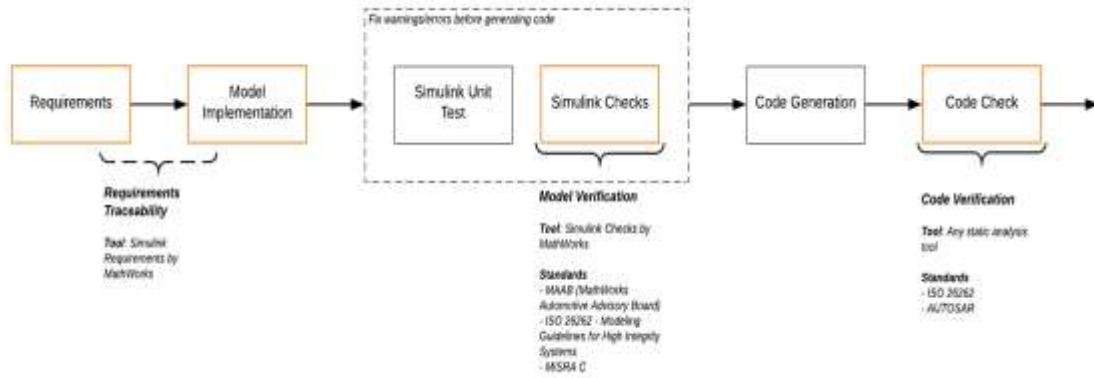 Fix warnings/errors before generating code
Requirements
Model
Implementation
Simulink Unit
Test
Simulink Checks
Code Generation
Code Check
Requirements
Traceability
Tool: Simulink
Requirements by
MathWorks
Model Verification
Tool: Simulink Checks by
MathWorks
Standards
- MAAB (MathWorks
Automotive Advisory Board)
- ISO 26262 - Modeling
Guidelines for High Integrity
Systems
- MISRA C
Code Verification
Tool: Any static analysis
tool
Standards
- ISO 26262
- AUTOSAR